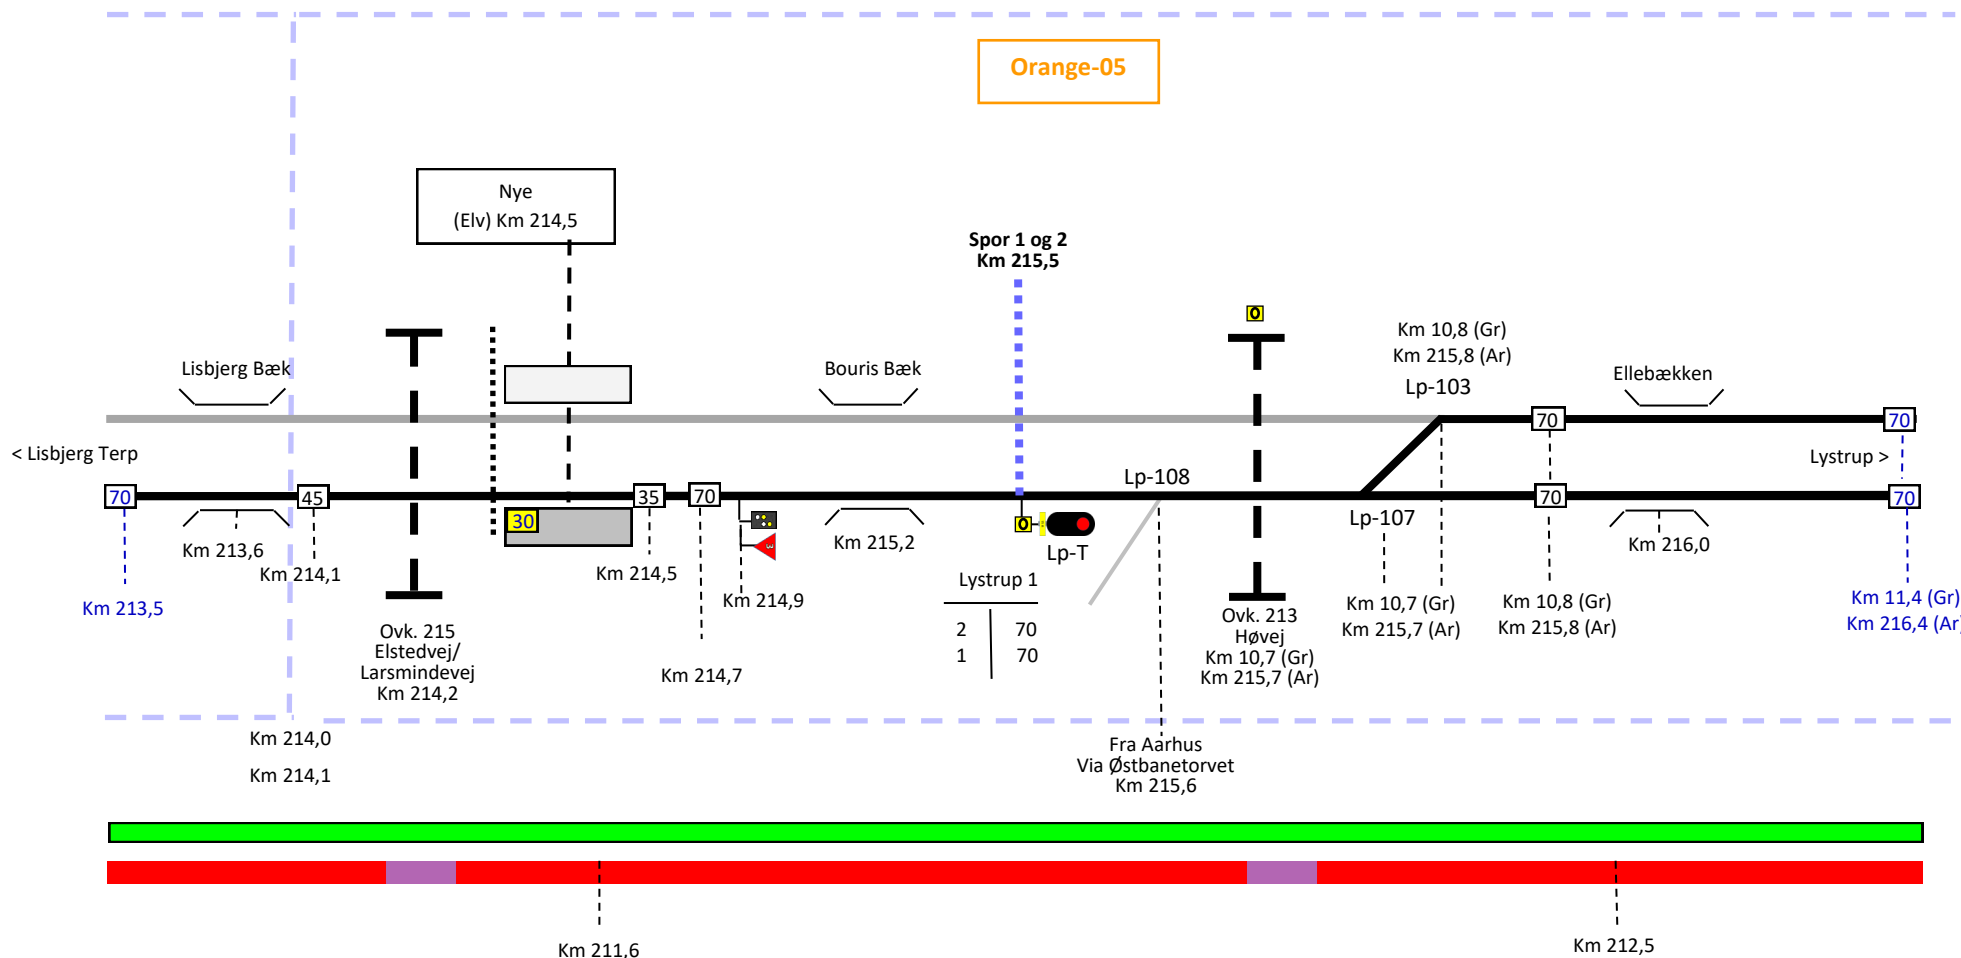 Orange-05
Nye
(Elv) Km 214,5
Spor 1 og 2
Km 215,5
0
Km 10,8 (Gr)
Km 215,8 (Ar)
Lp-103
Lisbjerg Bæk
Bouris Bæk
Ellebækken
70
70
< Lisbjerg Terp
Lystrup >
Lp-108
70
45
35
70
70
70
30
0
3
Lp-T
Lp-107
Km 213,6
Km 214,1
Km 213,5
Km 214,5
Km 214,9
Km 215,2
Km 216,0
Km 214,7
Lystrup 1
2 70
1 70
Ovk. 215
Elstedvej/
Larsmindevej
Km 214,2
Ovk. 213
Høvej
Km 10,7 (Gr)
Km 215,7 (Ar)
Km 10,7 (Gr)
Km 215,7 (Ar)
Km 10,8 (Gr)
Km 215,8 (Ar)
Km 11,4 (Gr)
Km 216,4 (Ar)
Km 214,0
Km 214,1
Fra Aarhus
Via Østbanetorvet
Km 215,6
Km 211,6
Km 212,5